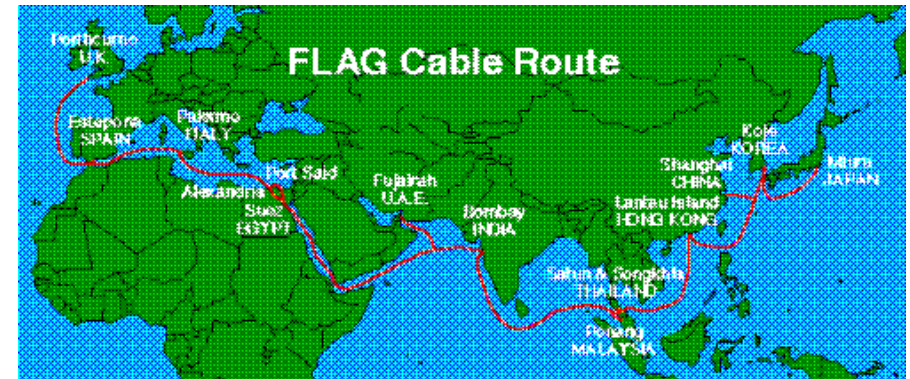 FLAG Cable Route
Porthcurno
U.K.
Estepona
SPAIN
Palermo
ITALY
Port Said
Alexandria
Suez
EGYPT
Fujairah
U.A.E.
Bombay
INDIA
Satun & Songkhla
THAILAND
Penang
MALAYSIA
Lantau Island
HONG KONG
Shanghai
CHINA
Koje
KOREA
Miura
JAPAN